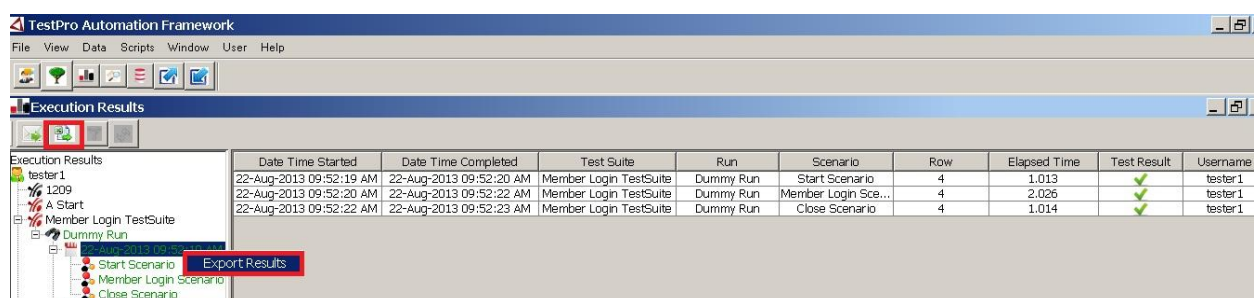 TestPro Automation Framework
File View Data Scripts Window User Help
Execution Results
Execution Results Date Time Started Date Time Completed Test Suite Run Scenario Row Elapsed Time Test Result Username
tester1 22-Aug-2013 09:52:19 AM 22-Aug-2013 09:52:20 AM Member Login TestSuite Dummy Run Start Scenario 4 1.013 tester1
1209 22-Aug-2013 09:52:20 AM 22-Aug-2013 09:52:22 AM Member Login TestSuite Dummy Run Member Login Sce... 4 2.026 tester1
A Start 22-Aug-2013 09:52:22 AM 22-Aug-2013 09:52:23 AM Member Login TestSuite Dummy Run Close Scenario 4 1.014 tester1
Member Login TestSuite
Dummy Run
22-Aug-2013 09:52:19 AM
Start Scenario Export Results
Member Login Scenario
Close Scenario